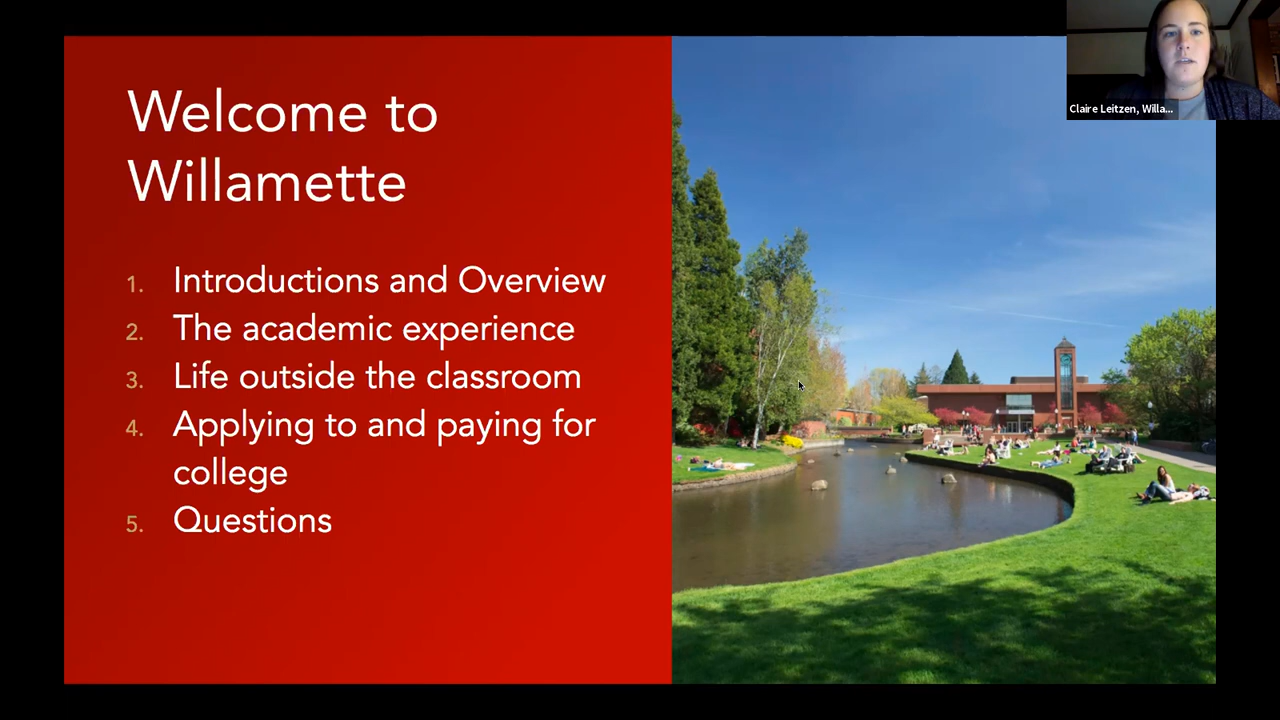 Welcome to
Willamette
1. Introductions and Overview
2. The academic experience
3. Life outside the classroom
4. Applying to and paying for
college
5. Questions
Claire Leitzen, Willa...